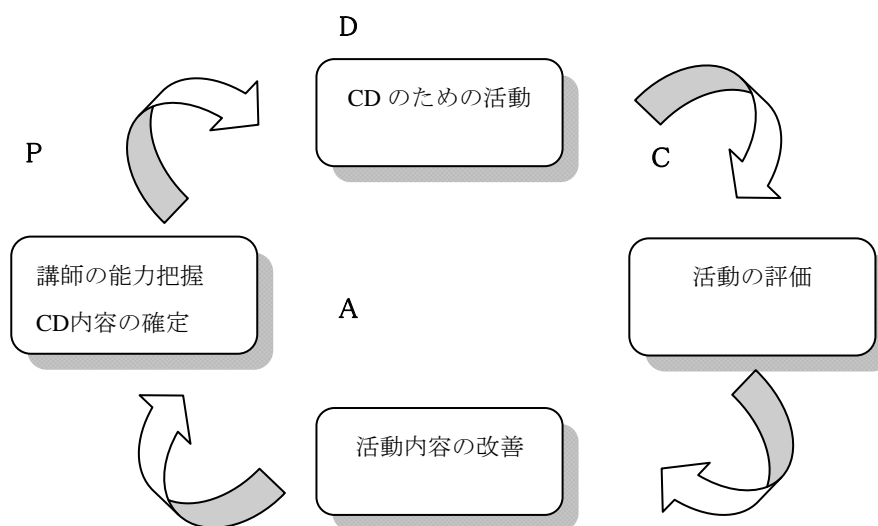 D
CD のための活動
P
C
講師の能力把握
CD内容の確定
活動の評価
A
活動内容の改善